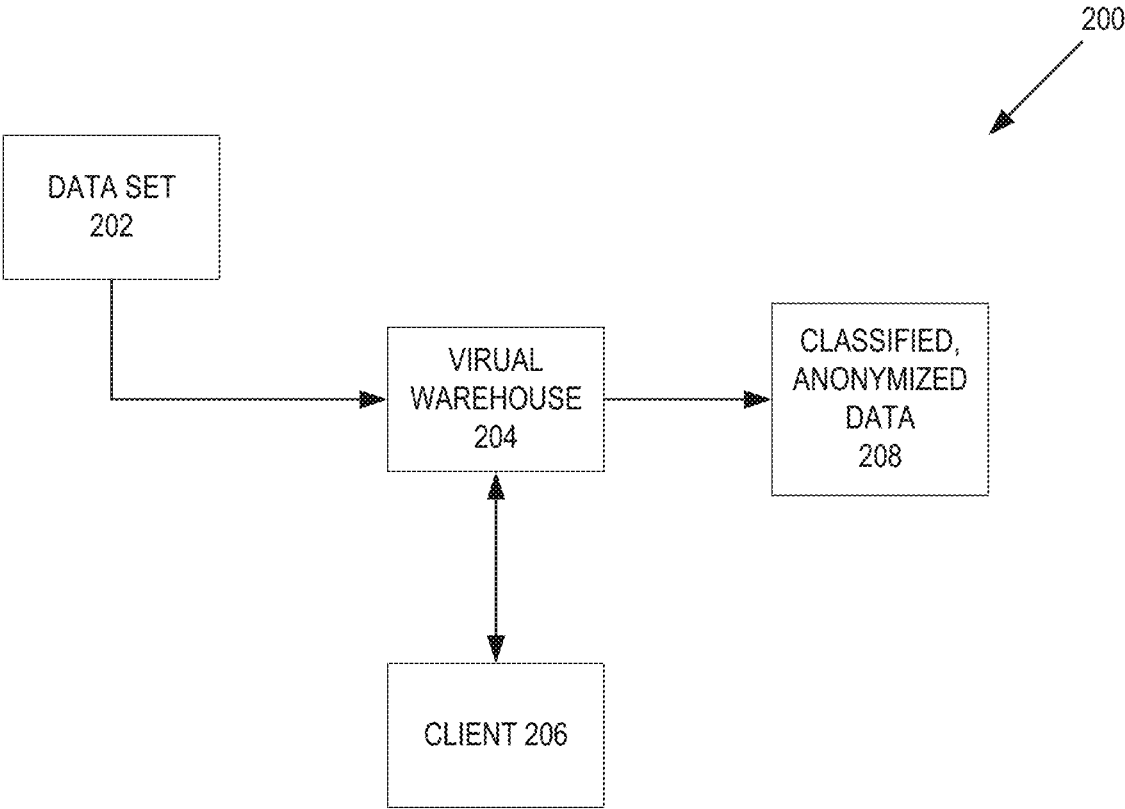 200
DATA SET
202
VIRUAL
WAREHOUSE
204
CLASSIFIED,
ANONYMIZED
DATA
208
CLIENT 206